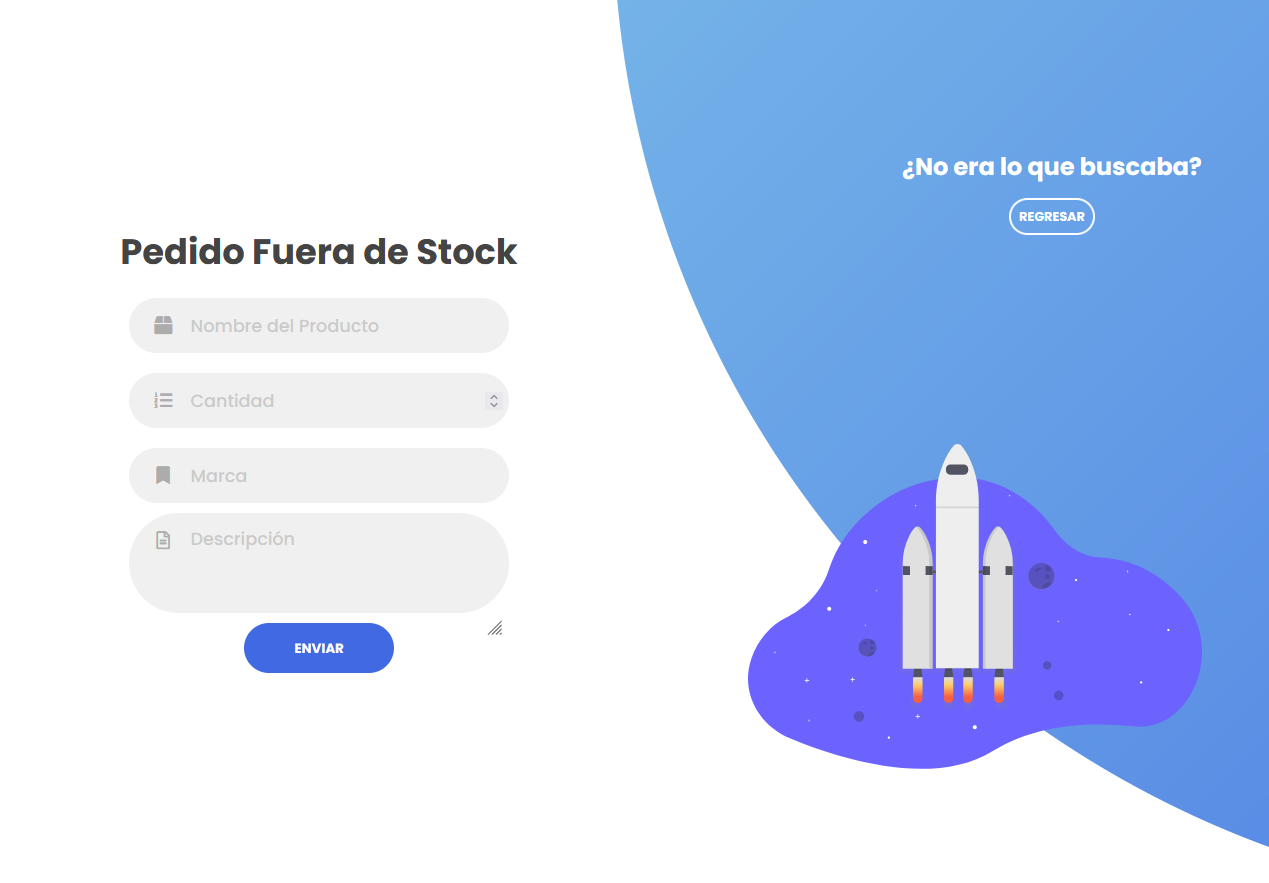 ¿No era lo que buscaba?
REGRESAR
Pedido Fuera de Stock
Nombre del Producto
Cantidad
Marca
Descripción
ENVIAR